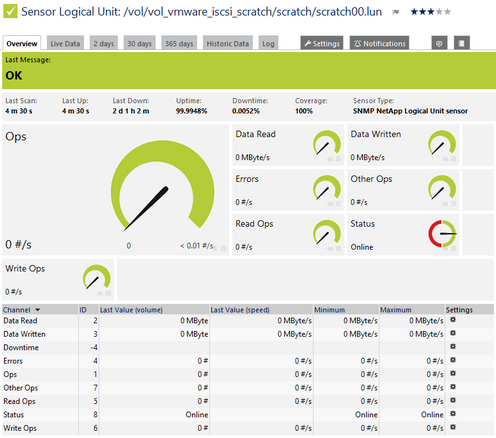 Sensor Logical Unit: /vol/vol_vmware_iscsi_scratch/scratch/scratch00.lun
Overview Live Data 2 days 30 days 365 days Historic Data Log Settings Notifications
Last Message:
OK
Last Scan: Last Up: Last Down: Uptime: Downtime: Coverage: Sensor Type:
4 m 30 s 4 m 30 s 2 d 1 h 2 m 99.9948% 0.0052% 100% SNMP NetApp Logical Unit sensor
Ops
0 #/s
0 < 0.01 #/s
Data Read
0 MByte/s
Data Written
0 MByte/s
Errors
0 #/s
Other Ops
0 #/s
Read Ops
0 #/s
Status
Online
Write Ops
0 #/s
Channel ID Last Value (volume) Last Value (speed) Minimum Maximum Settings
Data Read 2 0 MByte 0 MByte/s 0 MByte/s 0 MByte/s
Data Written 3 0 MByte 0 MByte/s 0 MByte/s 0 MByte/s
Downtime -4
Errors 4 0 # 0 #/s 0 #/s 0 #/s
Ops 1 0 # 0 #/s 0 #/s 0 #/s
Other Ops 7 0 # 0 #/s 0 #/s 0 #/s
Read Ops 5 0 # 0 #/s 0 #/s 0 #/s
Status 8 Online Online Online
Write Ops 6 0 # 0 #/s 0 #/s 0 #/s